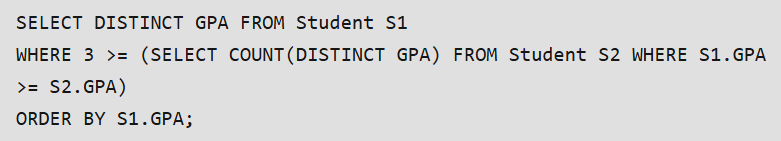 SELECT DISTINCT GPA FROM Student S1
WHERE 3 >= (SELECT COUNT(DISTINCT GPA) FROM Student S2 WHERE S1.GPA
>= S2.GPA)
ORDER BY S1.GPA;